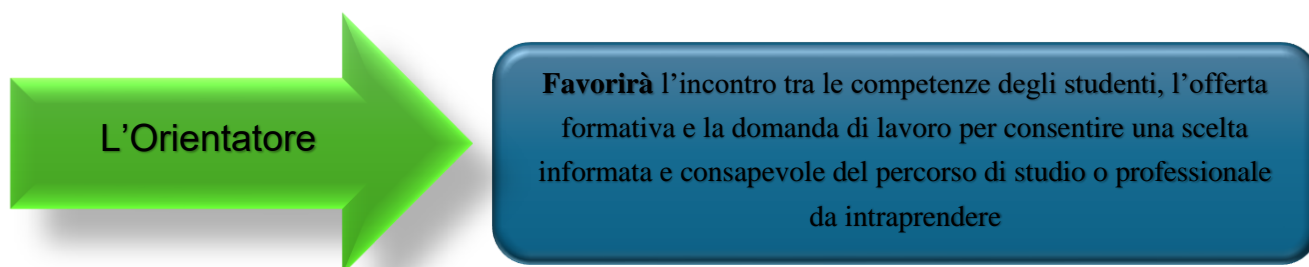 L’Orientatore
Favorirà l’incontro tra le competenze degli studenti, l’offerta
formativa e la domanda di lavoro per consentire una scelta
informata e consapevole del percorso di studio o professionale
da intraprendere